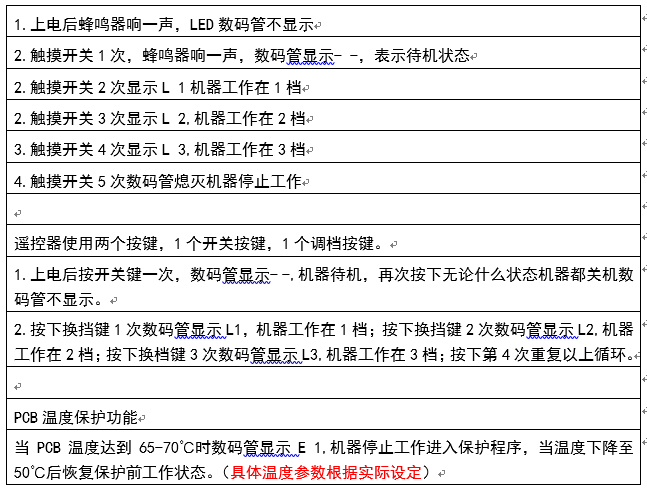 1.上电后蜂鸣器响一声，LED 数码管不显示
2.触摸开关 1 次，蜂鸣器响一声，数码管显示- -，表示待机状态
2.触摸开关 2 次显示 L 1 机器工作在 1 档
2.触摸开关 3 次显示 L 2,机器工作在 2 档
3.触摸开关 4 次显示 L 3,机器工作在 3 档
4.触摸开关 5 次数码管熄灭机器停止工作
遥控器使用两个按键，1 个开关按键，1 个调档按键。
1.上电后按开关键一次，数码管显示- -,机器待机，再次按下无论什么状态机器都关机数
码管不显示。
2.按下换挡键 1 次数码管显示 L1，机器工作在 1 档；按下换挡键 2 次数码管显示 L2,机器
工作在 2 档；按下换档键 3 次数码管显示 L3,机器工作在 3 档；按下第 4 次重复以上循环。
PCB 温度保护功能
当 PCB 温度达到 65-70℃时数码管显示 E 1,机器停止工作进入保护程序，当温度下降至
50℃后恢复保护前工作状态。（具体温度参数根据实际设定）